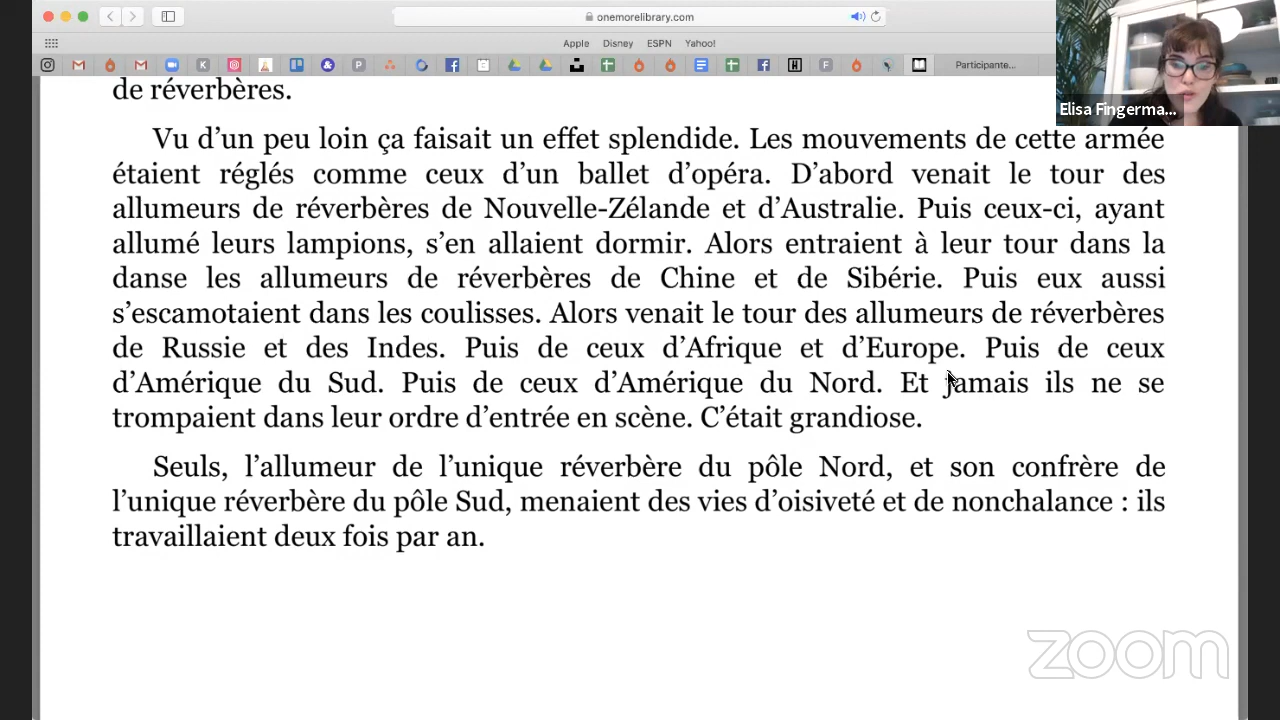 onemorelibrary.com
Apple Disney ESPN Yahoo!
Participante...
Elisa Fingerma...
de réverbères.
Vu d’un peu loin ça faisait un effet splendide. Les mouvements de cette armée
étaient réglés comme ceux d’un ballet d’opéra. D’abord venait le tour des
allumeurs de réverbères de Nouvelle-Zélande et d’Australie. Puis ceux-ci, ayant
allumé leurs lampions, s’en allaient dormir. Alors entraient à leur tour dans la
danse les allumeurs de réverbères de Chine et de Sibérie. Puis eux aussi
s’escamotaient dans les coulisses. Alors venait le tour des allumeurs de réverbères
de Russie et des Indes. Puis de ceux d’Afrique et d’Europe. Puis de ceux
d’Amérique du Sud. Puis de ceux d’Amérique du Nord. Et jamais ils ne se
trompaient dans leur ordre d’entrée en scène. C’était grandiose.
Seuls, l’allumeur de l’unique réverbère du pôle Nord, et son confrère de
l’unique réverbère du pôle Sud, menaient des vies d’oisiveté et de nonchalance : ils
travaillaient deux fois par an.
zoom